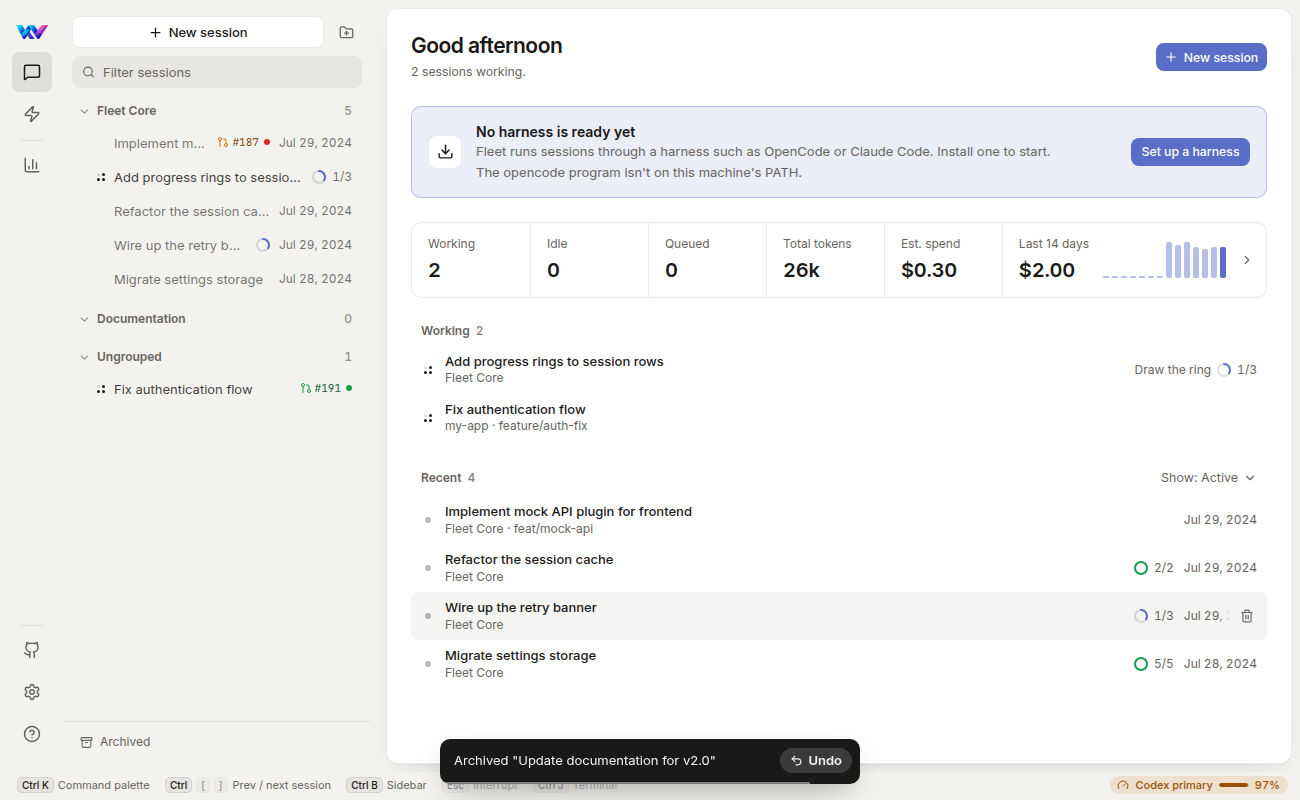 New session
Filter sessions
Fleet Core 5
Implement m... #187 Jul 29, 2024
Add progress rings to sessio... 1/3
Refactor the session ca... Jul 29, 2024
Wire up the retry b... Jul 29, 2024
Migrate settings storage Jul 28, 2024
Documentation 0
Ungrouped 1
Fix authentication flow #191
Archived
Good afternoon
2 sessions working.
New session
No harness is ready yet
Fleet runs sessions through a harness such as OpenCode or Claude Code. Install one to start.
The opencode program isn't on this machine's PATH.
Set up a harness
Working Idle Queued Total tokens Est. spend Last 14 days
2 0 0 26k $0.30 $2.00
Working 2
Add progress rings to session rows
Fleet Core
Draw the ring 1/3
Fix authentication flow
my-app · feature/auth-fix
Recent 4
Show: Active
Implement mock API plugin for frontend
Fleet Core · feat/mock-api
Jul 29, 2024
Refactor the session cache
Fleet Core
2/2 Jul 29, 2024
Wire up the retry banner
Fleet Core
1/3 Jul 29,
Migrate settings storage
Fleet Core
5/5 Jul 28, 2024
Archived "Update documentation for v2.0" Undo
Ctrl K Command palette Ctrl [ ] Prev / next session Ctrl B Sidebar Esc Interrupt Ctrl J Terminal
Codex primary 97%